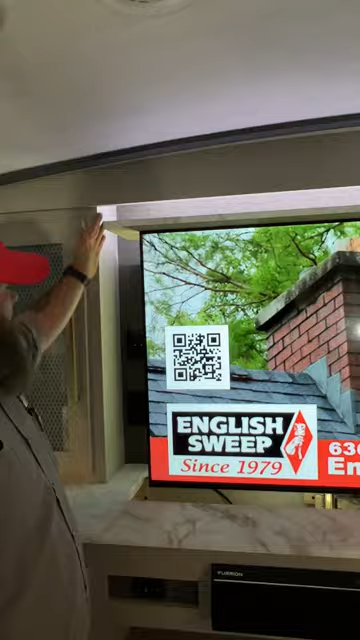 ENGLISH
SWEEP
Since 1979
636
En
FURRION